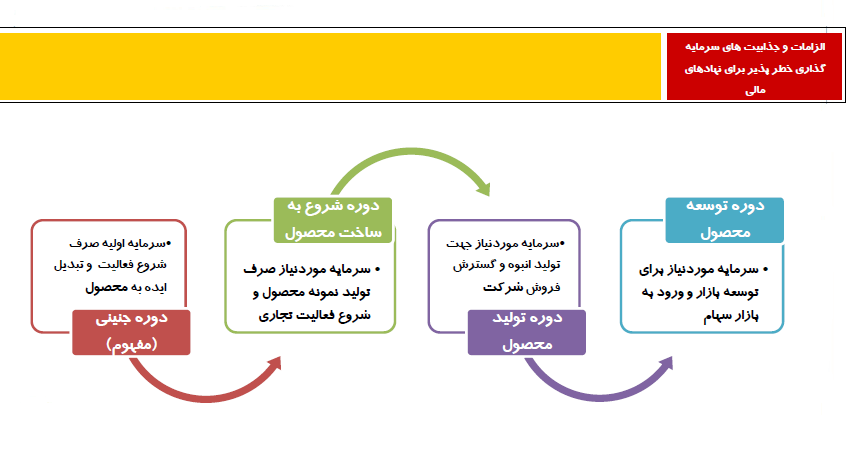 الزامات و جذابیت های سرمایه
گذاری خطر پذیر برای نهادهای
مالی
•سرمایه اولیه صرف
شروع فعالیت و تبدیل
ایده به محصول
دوره جنینی
(مفهوم)
دوره شروع به
ساخت محصول
• سرمایه موردنیاز صرف
تولید نمونه محصول و
شروع فعالیت تجاری
•سرمایه موردنیاز جهت
تولید انبوه و گسترش
فروش شرکت
دوره تولید
محصول
دوره توسعه
محصول
• سرمایه موردنیاز برای
توسعه بازار و ورود به
بازار سهام